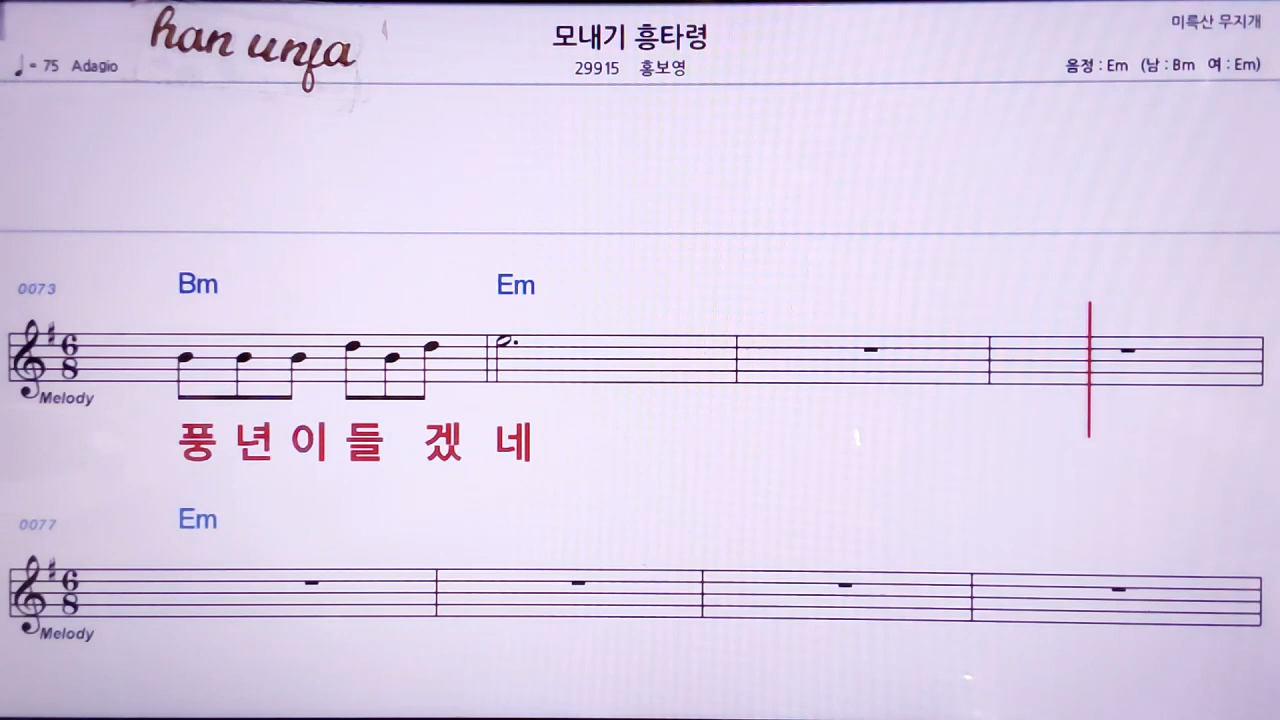 han unfa
모내기 흥타령
미륵산 무지개
♩= 75 Adagio
29915 홍보영
음정 : Em (남 : Bm 여 : Em)
0073 Bm Em
6 8
Melody
풍 년 이 들 겠 네
0077 Em
6 8
Melody